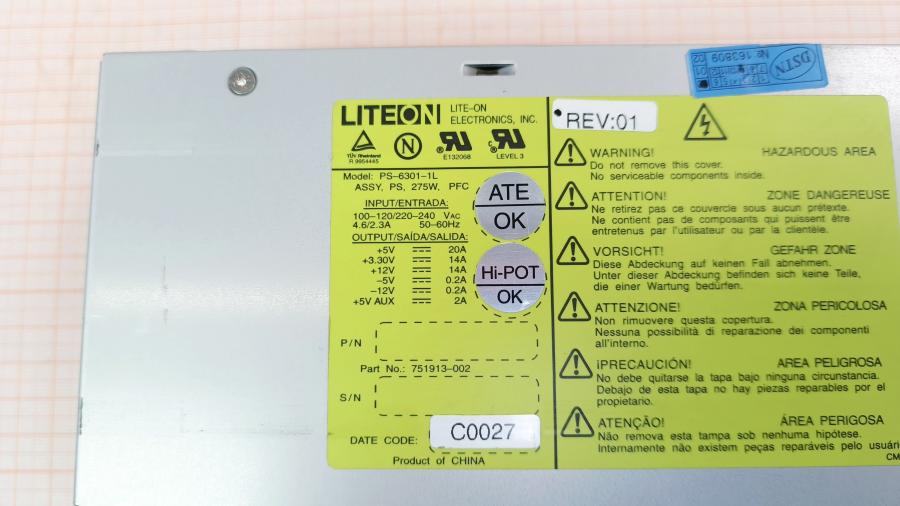 LITEON LITE-ON
ELECTRONICS, INC.
TÜV Rheinland
R 9954445
N
E132068
LEVEL 3
Model: PS-6301-1L
ASSY, PS, 275W, PFC
INPUT/ENTRADA:
100-120/220-240 VAC
4.6/2.3A 50-60Hz
OUTPUT/SAÍDA/SALIDA:
+5V 20A
+3.30V 14A
+12V 14A
-5V 0.2A
-12V 0.2A
+5V AUX 2A
ATE
OK
Hi-POT
OK
P/N
Part No.: 751913-002
S/N
DATE CODE: C0027
Product of CHINA
REV:01
WARNING! HAZARDOUS AREA
Do not remove this cover.
No serviceable components inside.
ATTENTION! ZONE DANGEREUSE
Ne retirez pas ce couvercle sous aucun prétexte.
Ne contient pas de composants qui puissent être
entretenus par l'utilisateur ou par la clientèle.
VORSICHT! GEFAHR ZONE
Diese Abdeckung auf keinen Fall abnehmen.
Unter dieser Abdeckung befinden sich keine Teile,
die einer Wartung bedürfen.
ATTENZIONE! ZONA PERICOLOSA
Non rimuovere questa copertura.
Nessuna possibilità di reparazione dei componenti
all'interno.
¡PRECAUCIÓN! AREA PELIGROSA
No debe quitarse la tapa bajo ninguna circunstancia.
Debajo de esta tapa no hay piezas reparables por el
propietario.
ATENÇÃO! ÁREA PERIGOSA
Não remova esta tampa sob nenhuma hipótese.
Internamente não existem peças reparáveis pelo usuári
CM
DSTN
№ 163809